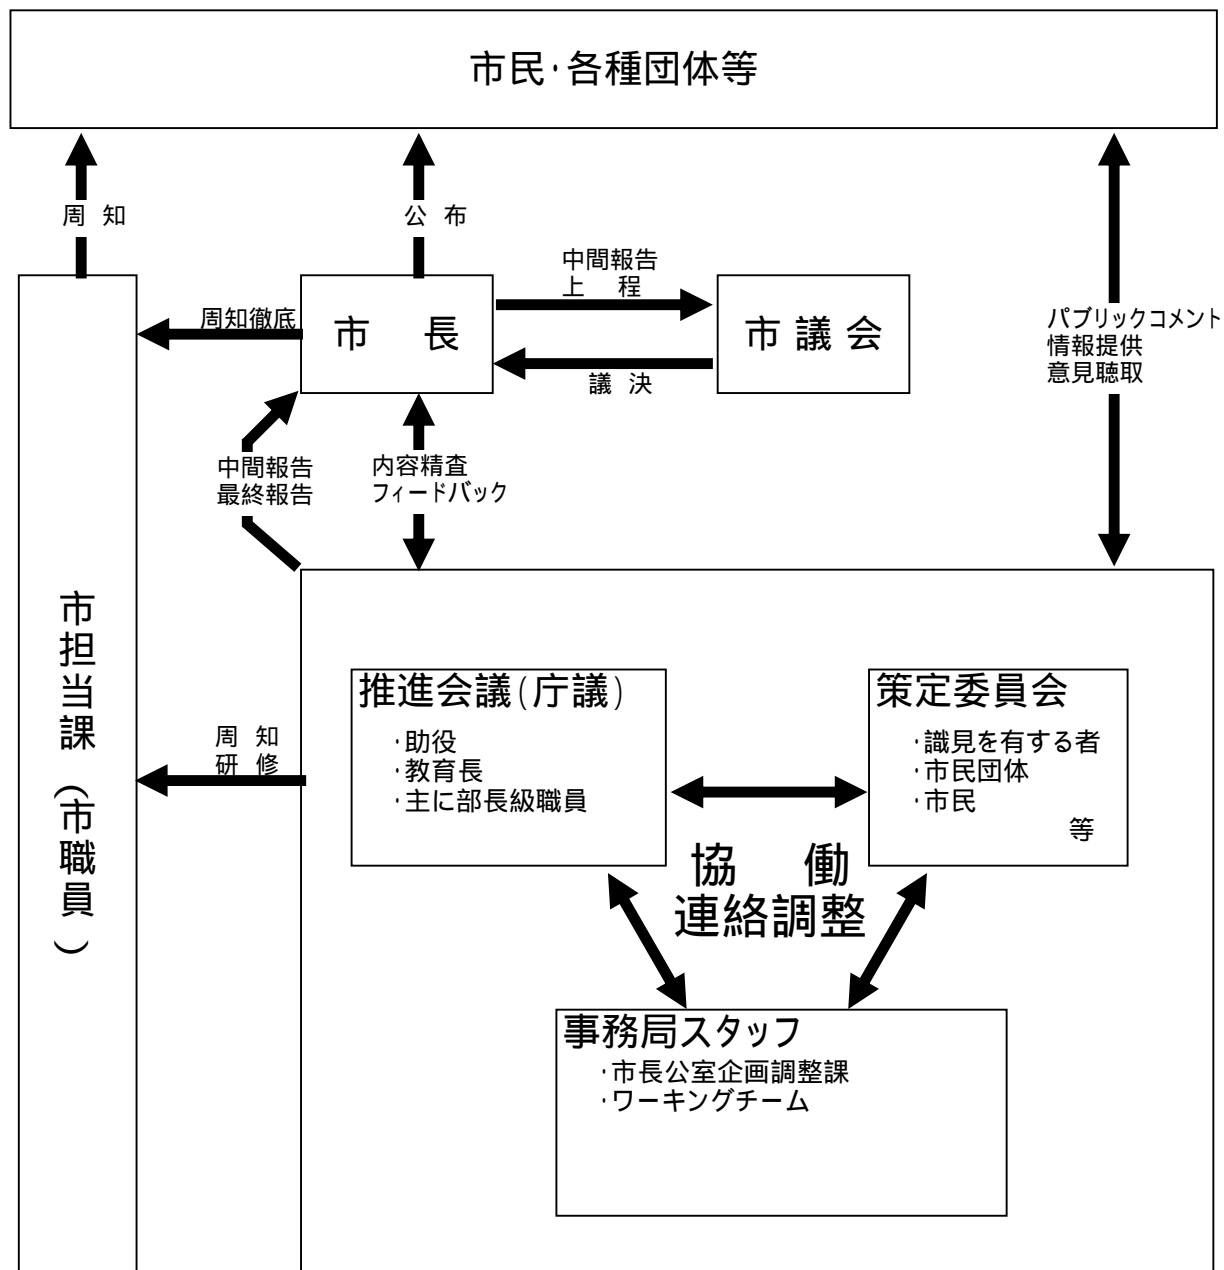 市民・各種団体等
周 知
公 布
中間報告
上 程
周知徹底
市 長
市議会
議 決
パブリックコメント
情報提供
意見聴取
中間報告
最終報告
内容精査
フィードバック
市担当課(市職員)
周 知
研 修
推進会議(庁議)
・助役
・教育長
・主に部長級職員
策定委員会
・識見を有する者
・市民団体
・市民
等
協 働
連絡調整
事務局スタッフ
・市長公室企画調整課
・ワーキングチーム